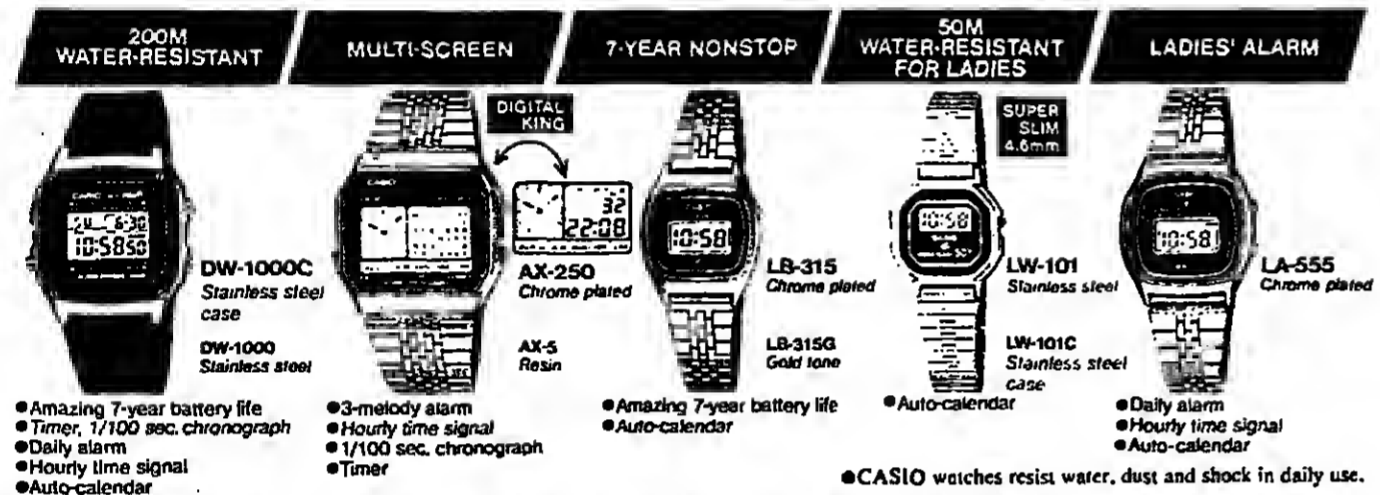 200M
WATER-RESISTANT
MULTI-SCREEN
7-YEAR NONSTOP
50M
WATER-RESISTANT
FOR LADIES
LADIES' ALARM
CASIO
24 6-30
10:58 50
DW-1000C
Stainless steel
case
DW-1000
Stainless steel
●Amazing 7-year battery life
●Timer, 1/100 sec. chronograph
●Daily alarm
●Hourly time signal
●Auto-calendar
DIGITAL
KING
CASIO
32
22:08
AX-250
Chrome plated
AX-5
Resin
●3-melody alarm
●Hourly time signal
●1/100 sec. chronograph
●Timer
10:58
LB-315
Chrome plated
LB-315G
Gold tone
●Amazing 7-year battery life
●Auto-calendar
SUPER
SLIM
4.6mm
10:58
LW-101
Stainless steel
LW-101C
Stainless steel
case
●Auto-calendar
10:58
LA-555
Chrome plated
●Daily alarm
●Hourly time signal
●Auto-calendar
●CASIO watches resist water, dust and shock in daily use.